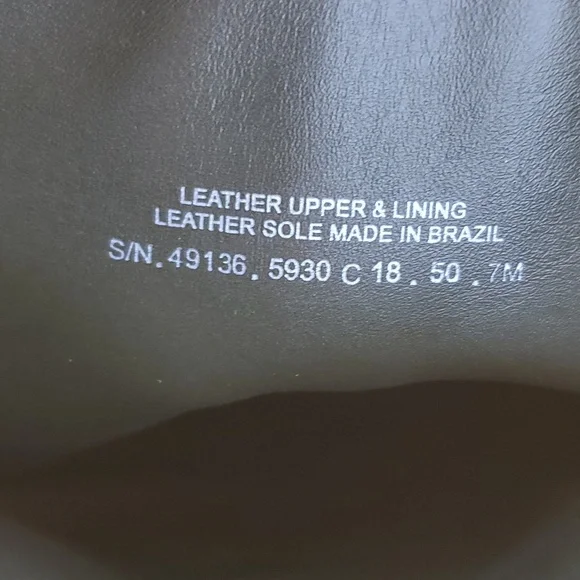 LEATHER UPPER & LINING
LEATHER SOLE MADE IN BRAZIL
S/N. 49136. 5930 C 18 . 50 . 7M